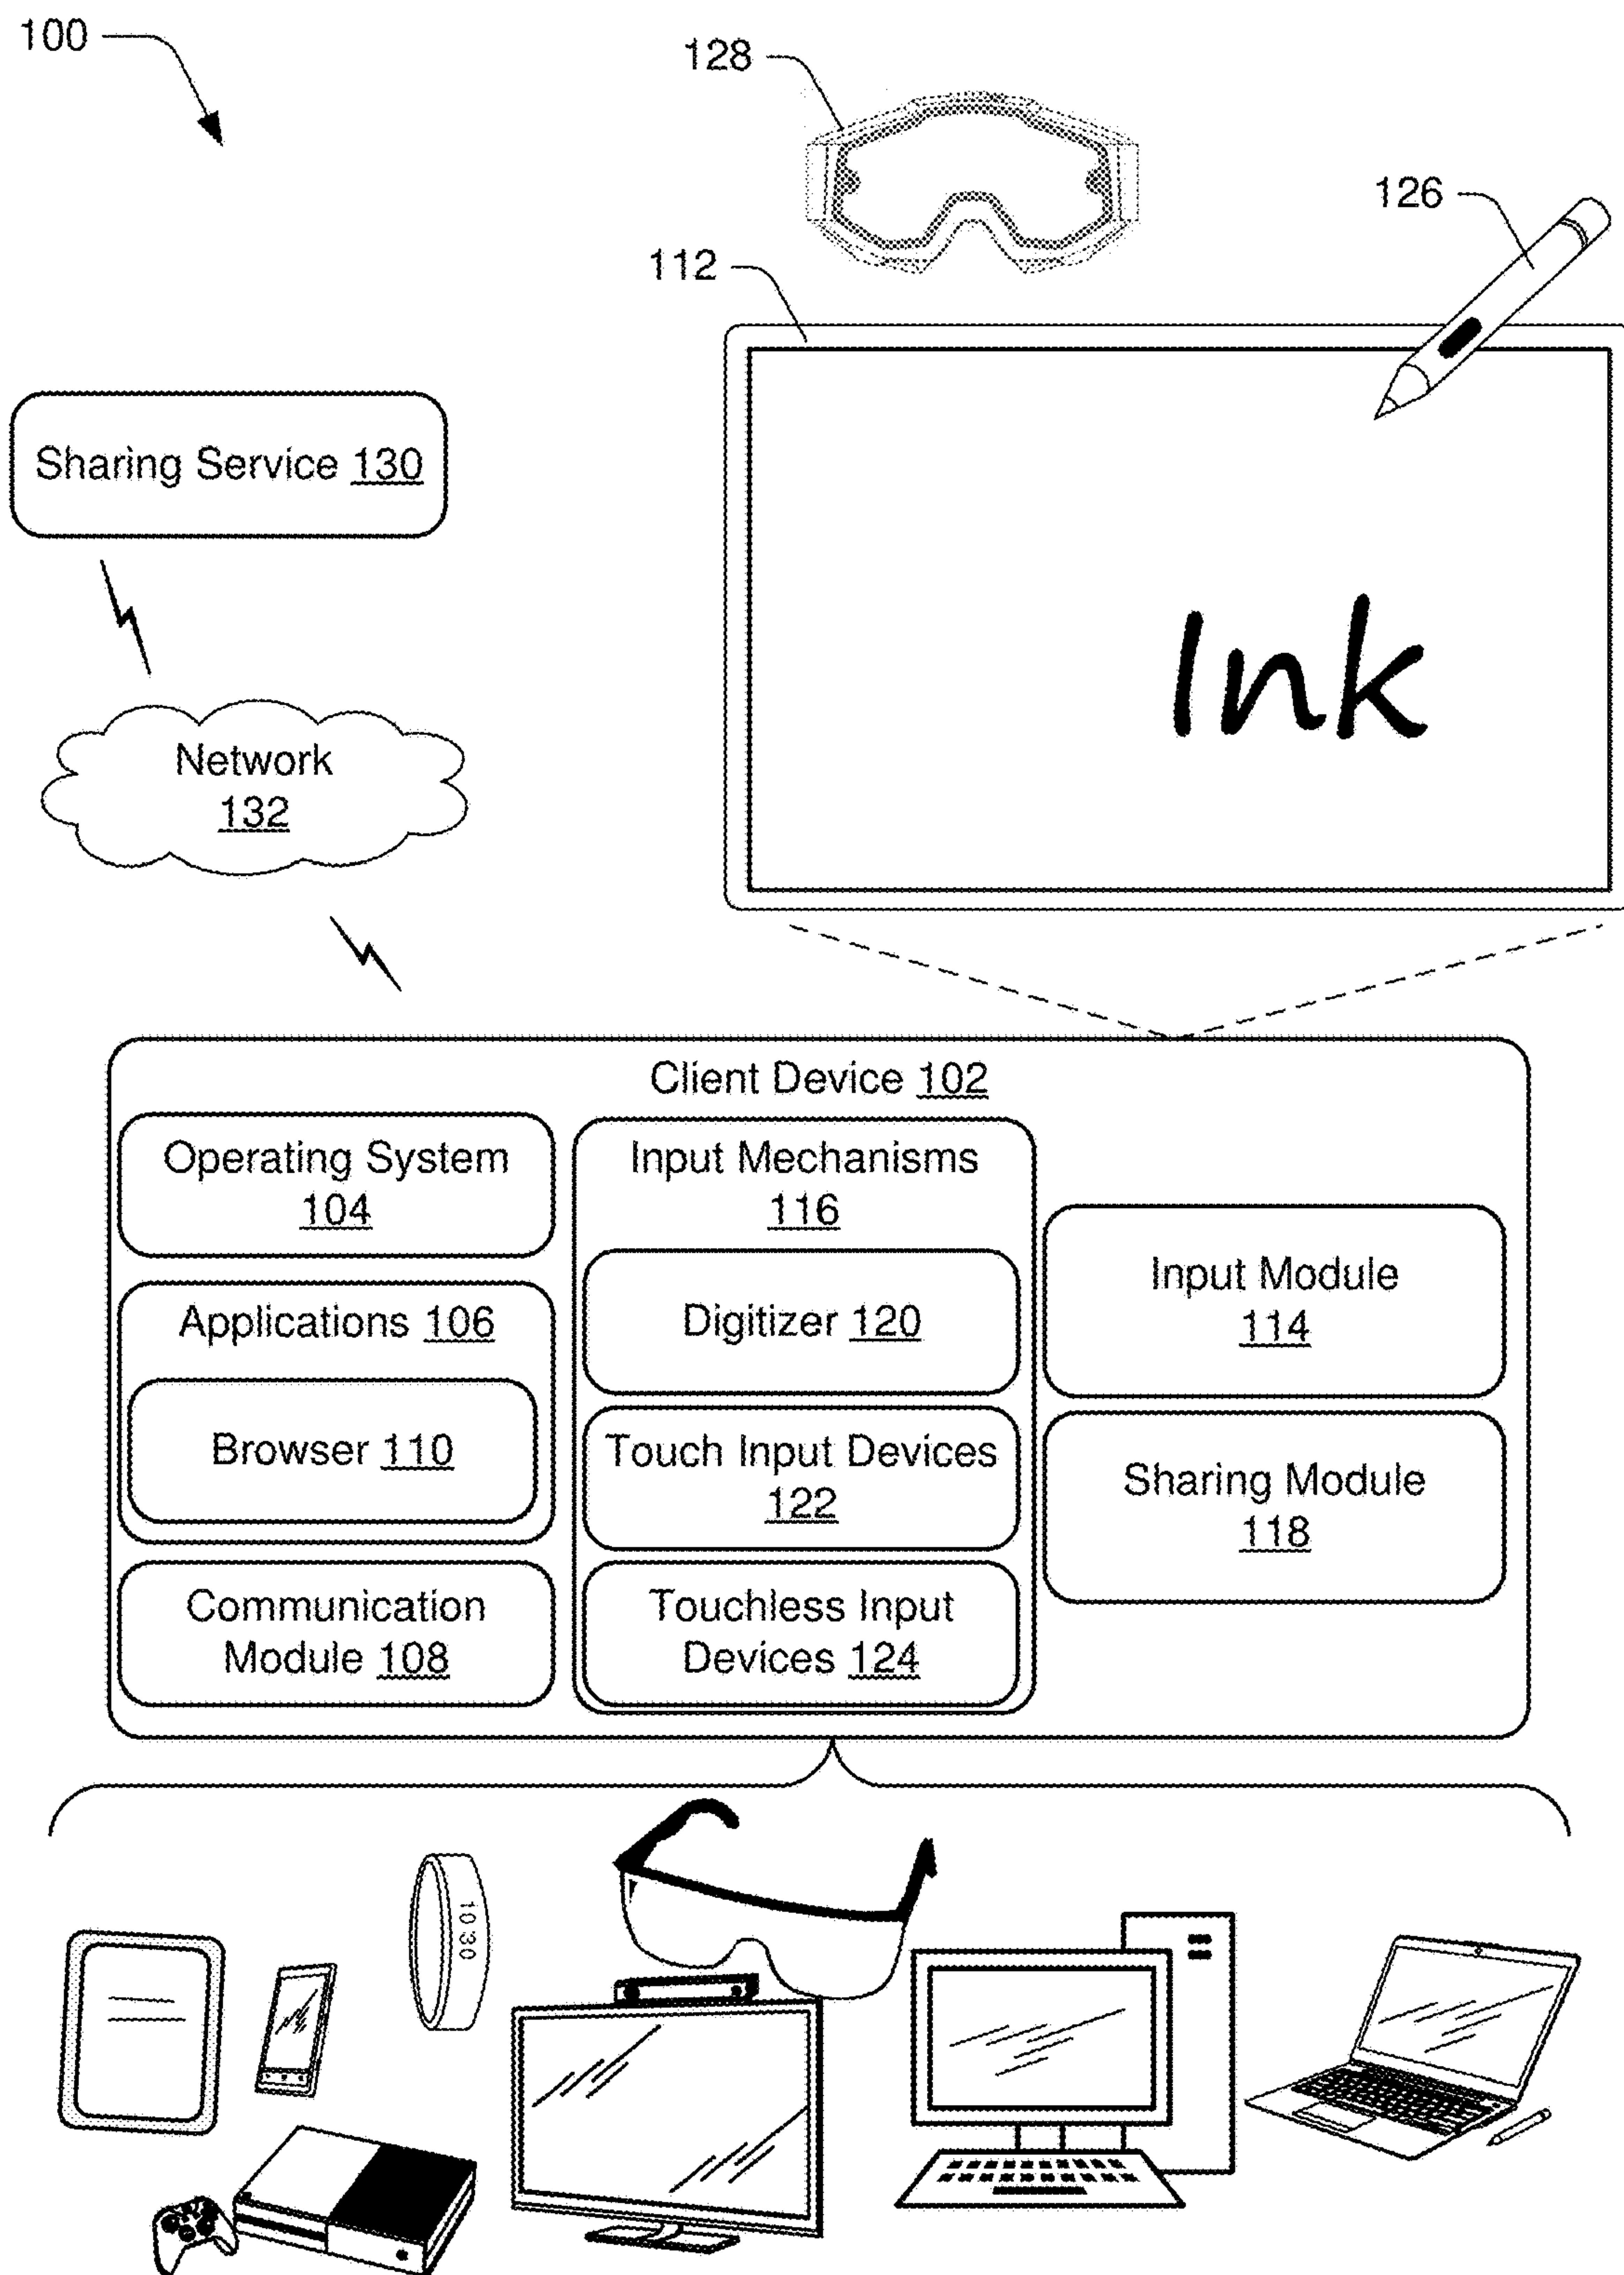 100
128
126
112
Sharing Service 130
Ink
Network
132
Client Device 102
Operating System
104
Applications 106
Browser 110
Communication
Module 108
Input Mechanisms
116
Digitizer 120
Touch Input Devices
122
Touchless Input
Devices 124
Input Module
114
Sharing Module
118
10 30